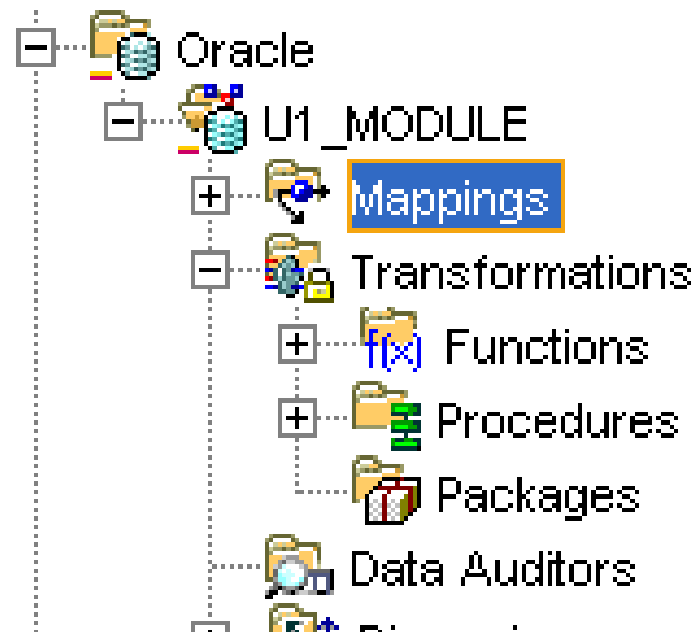 Oracle
U1_MODULE
Mappings
Transformations
f(x) Functions
Procedures
Packages
Data Auditors